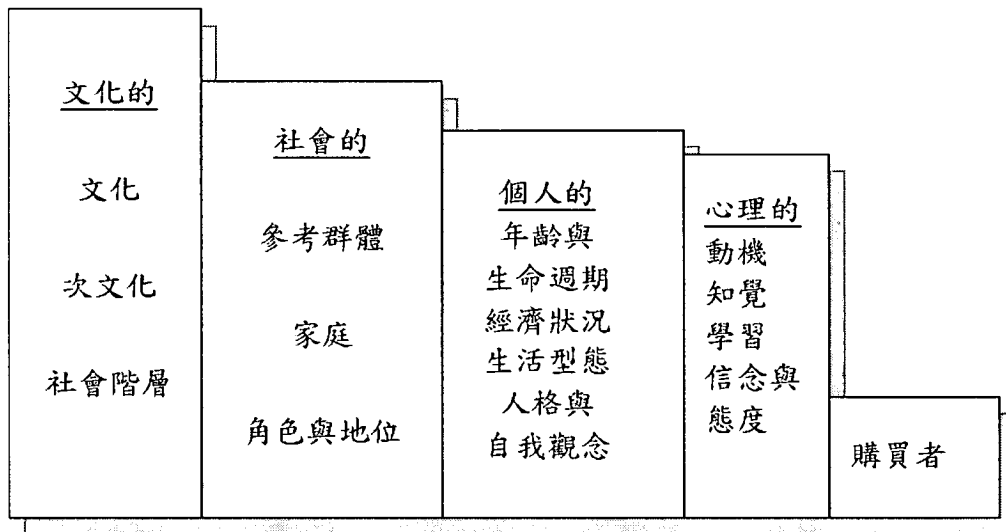 文化的
文化
次文化
社會階層
社會的
參考群體
家庭
角色與地位
個人的
年齡與
生命週期
經濟狀況
生活型態
人格與
自我觀念
心理的
動機
知覺
學習
信念與
態度
購買者